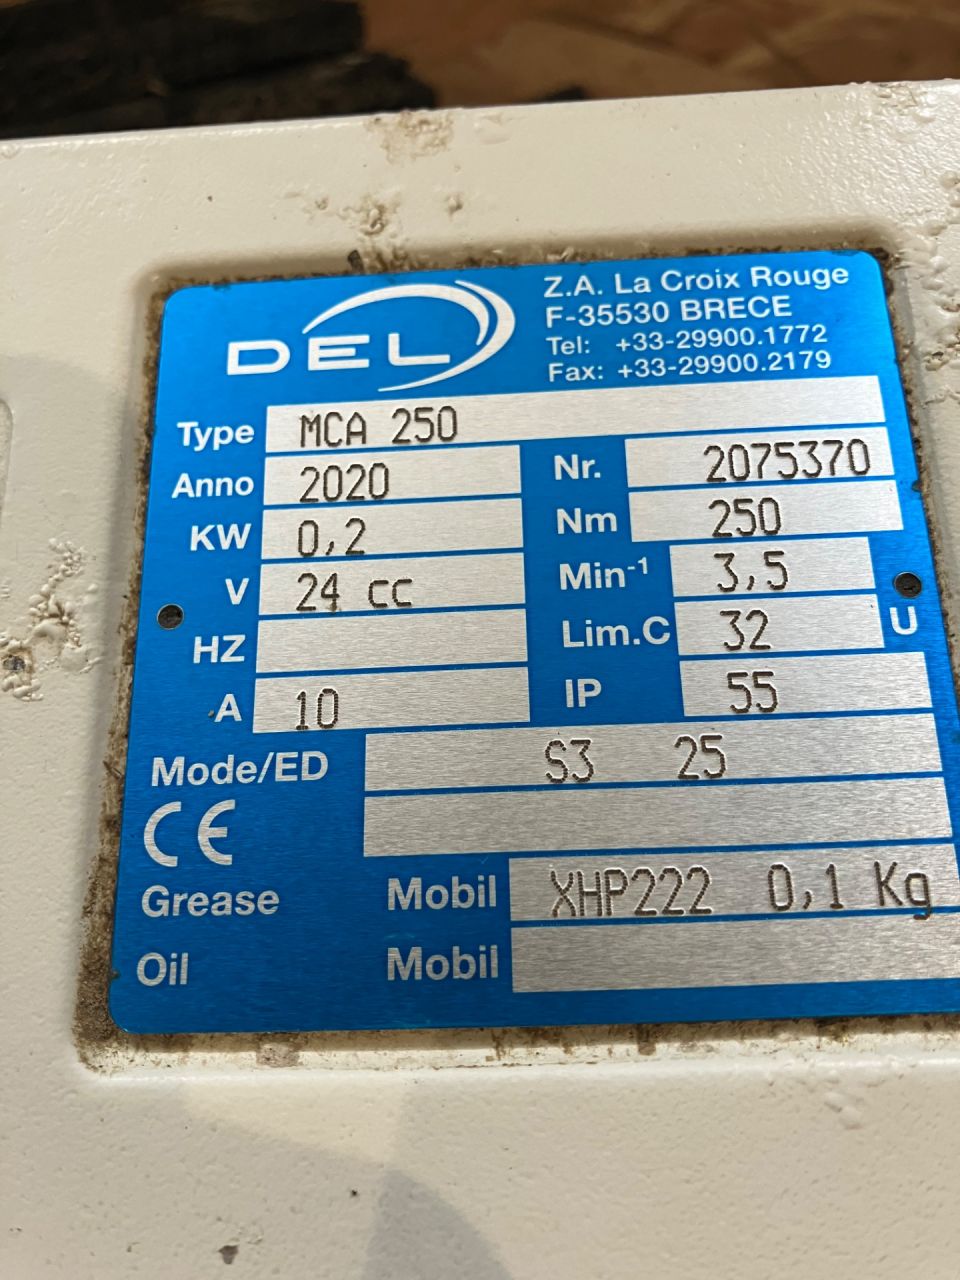 DEL
Z.A. La Croix Rouge
F-35530 BRECE
Tel: +33-29900.1772
Fax: +33-29900.2179
Type MCA 250
Anno 2020 Nr. 2075370
KW 0,2 Nm 250
V 24 cc Min-1 3,5
HZ Lim.C 32 U
A 10 IP 55
Mode/ED S3 25
CE
Grease Mobil XHP222 0,1 Kg
Oil Mobil